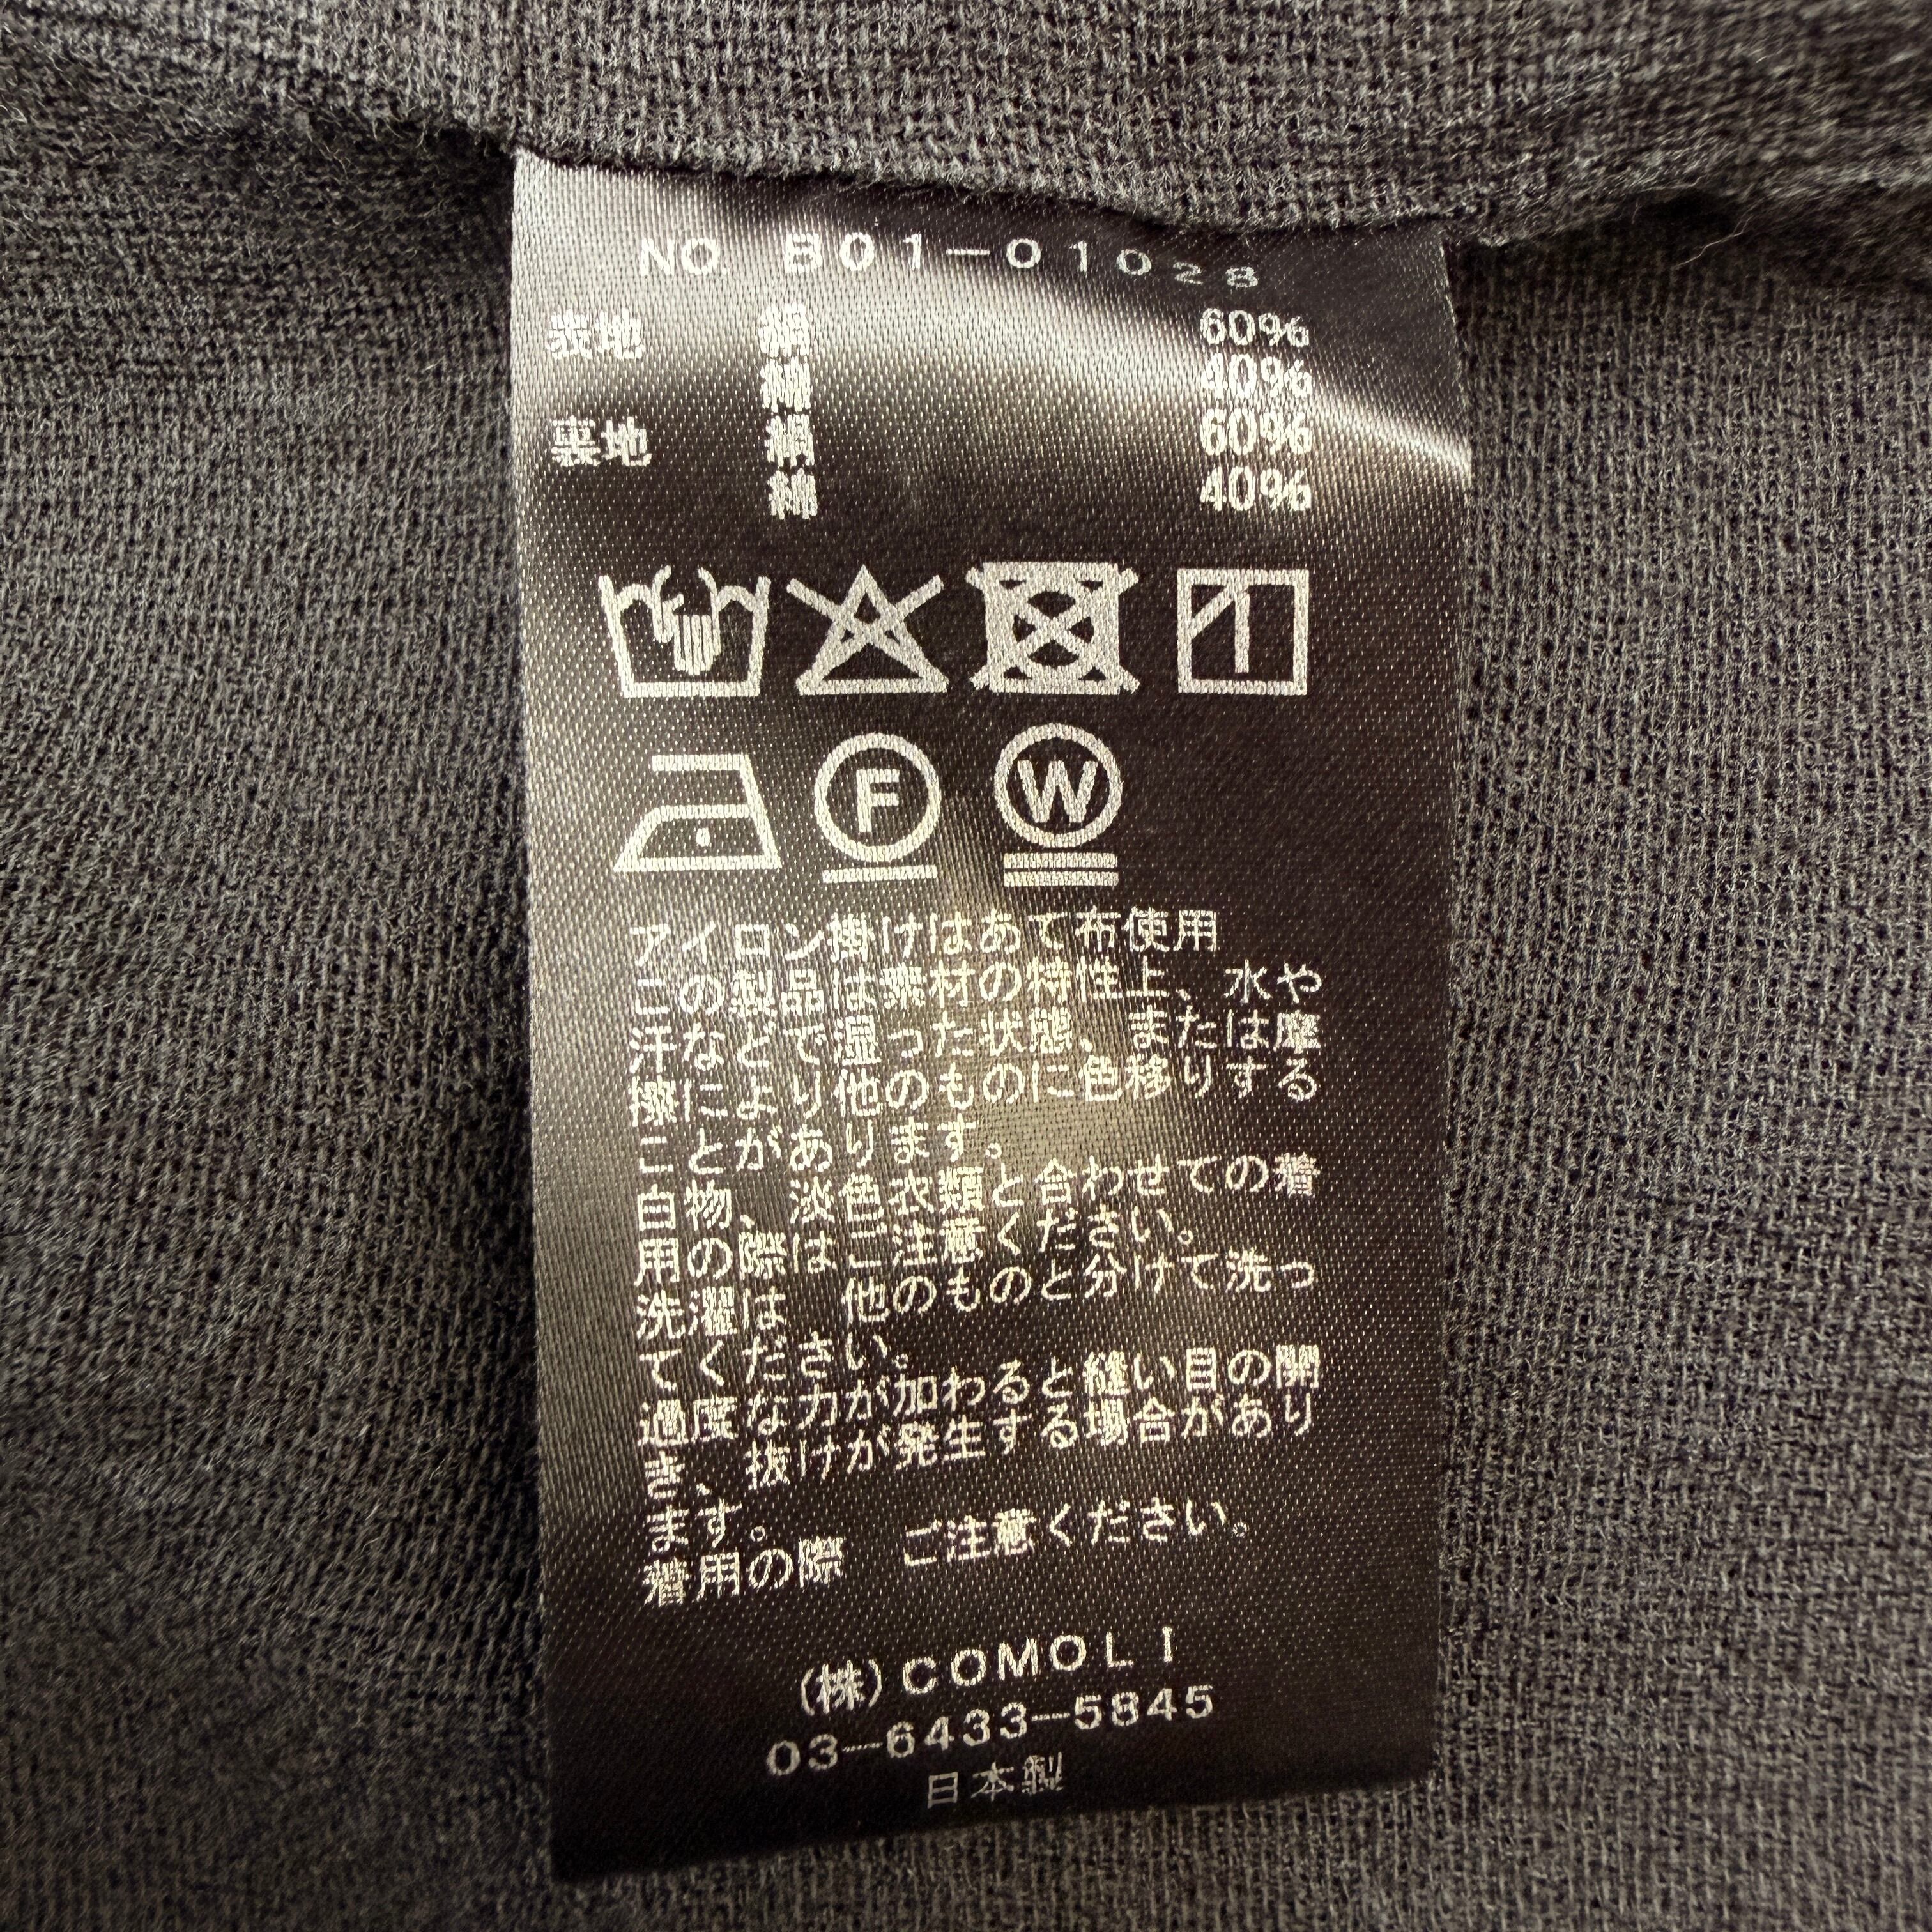 NO. B01-01028
表地 絹 60%
綿 40%
裏地 絹 60%
綿 40%
F W
アイロン掛けはあて布使用
この製品は素材の特性上、水や
汗などで湿った状態、または摩
擦により他のものに色移りする
ことがあります。
白物、淡色衣類と合わせての着
用の際はご注意ください。
洗濯は 他のものと分けて洗っ
てください。
過度な力が加わると縫い目の開
き、抜けが発生する場合があり
ます。
着用の際 ご注意ください。
(株)COMOLI
03-6433-5845
日本製